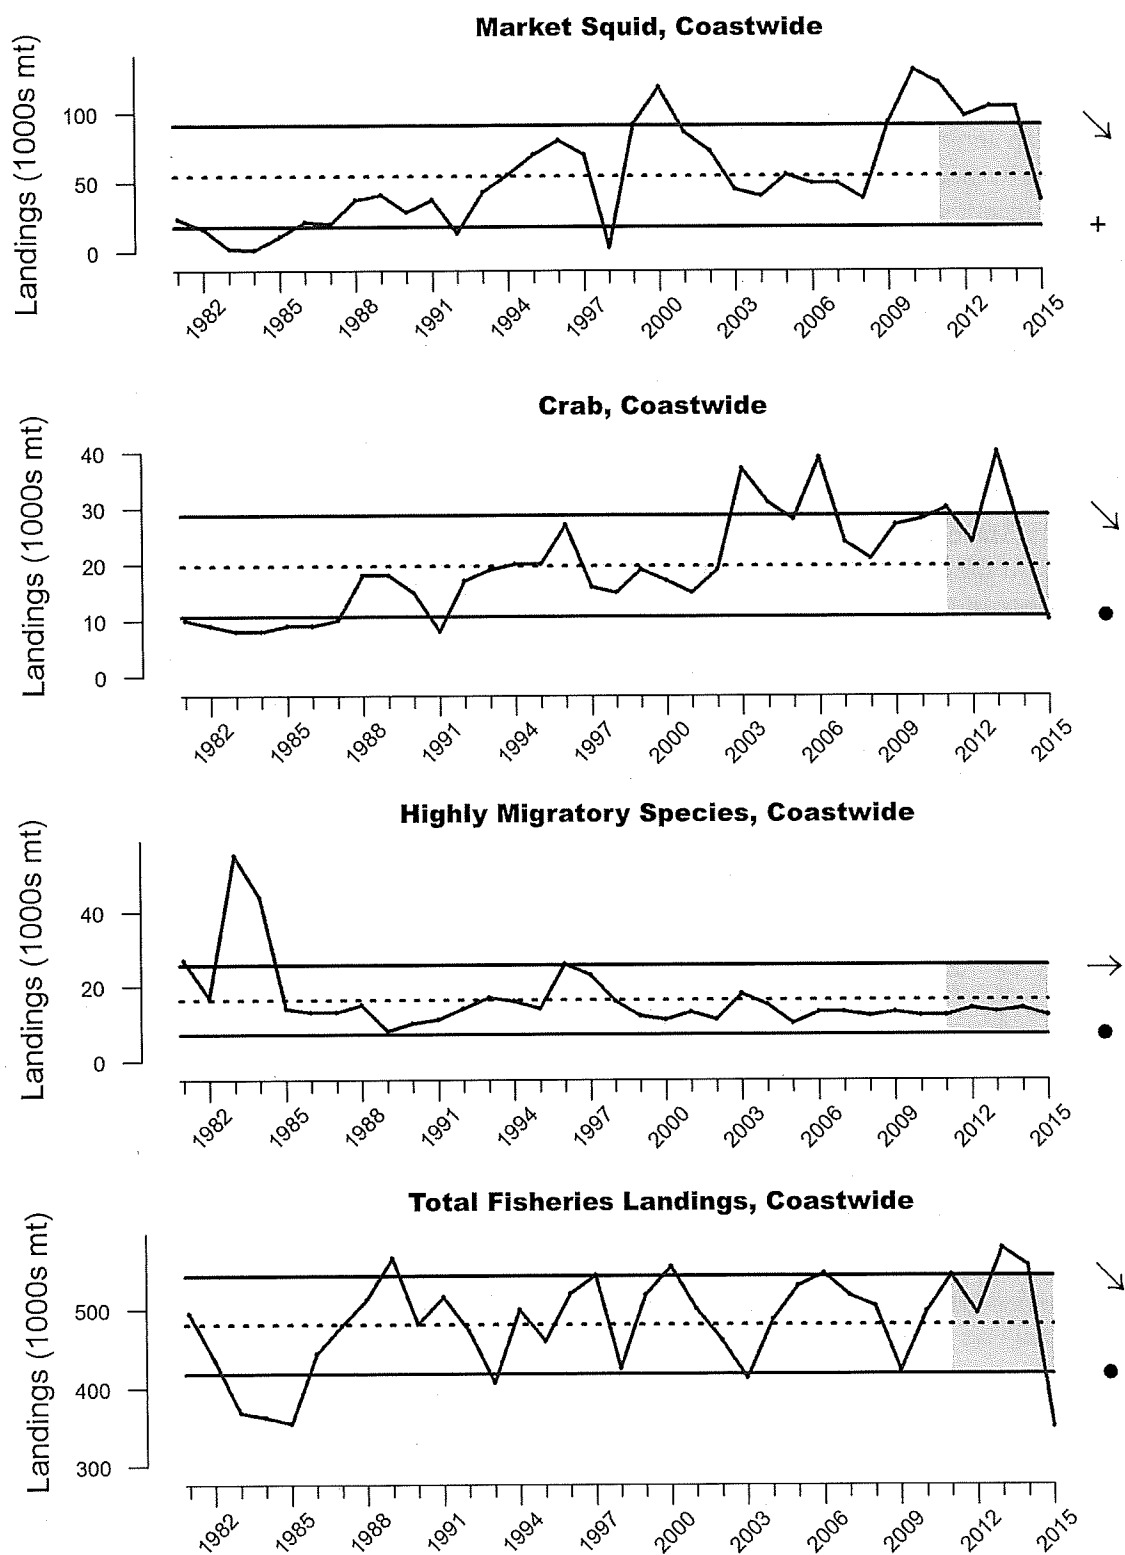 Market Squid, Coastwide
Landings (1000s mt)
100
50
0
+
1982 1985 1988 1991 1994 1997 2000 2003 2006 2009 2012 2015
Crab, Coastwide
Landings (1000s mt)
40
30
20
10
0
1982 1985 1988 1991 1994 1997 2000 2003 2006 2009 2012 2015
Highly Migratory Species, Coastwide
Landings (1000s mt)
40
20
0
1982 1985 1988 1991 1994 1997 2000 2003 2006 2009 2012 2015
Total Fisheries Landings, Coastwide
Landings (1000s mt)
500
400
300
1982 1985 1988 1991 1994 1997 2000 2003 2006 2009 2012 2015